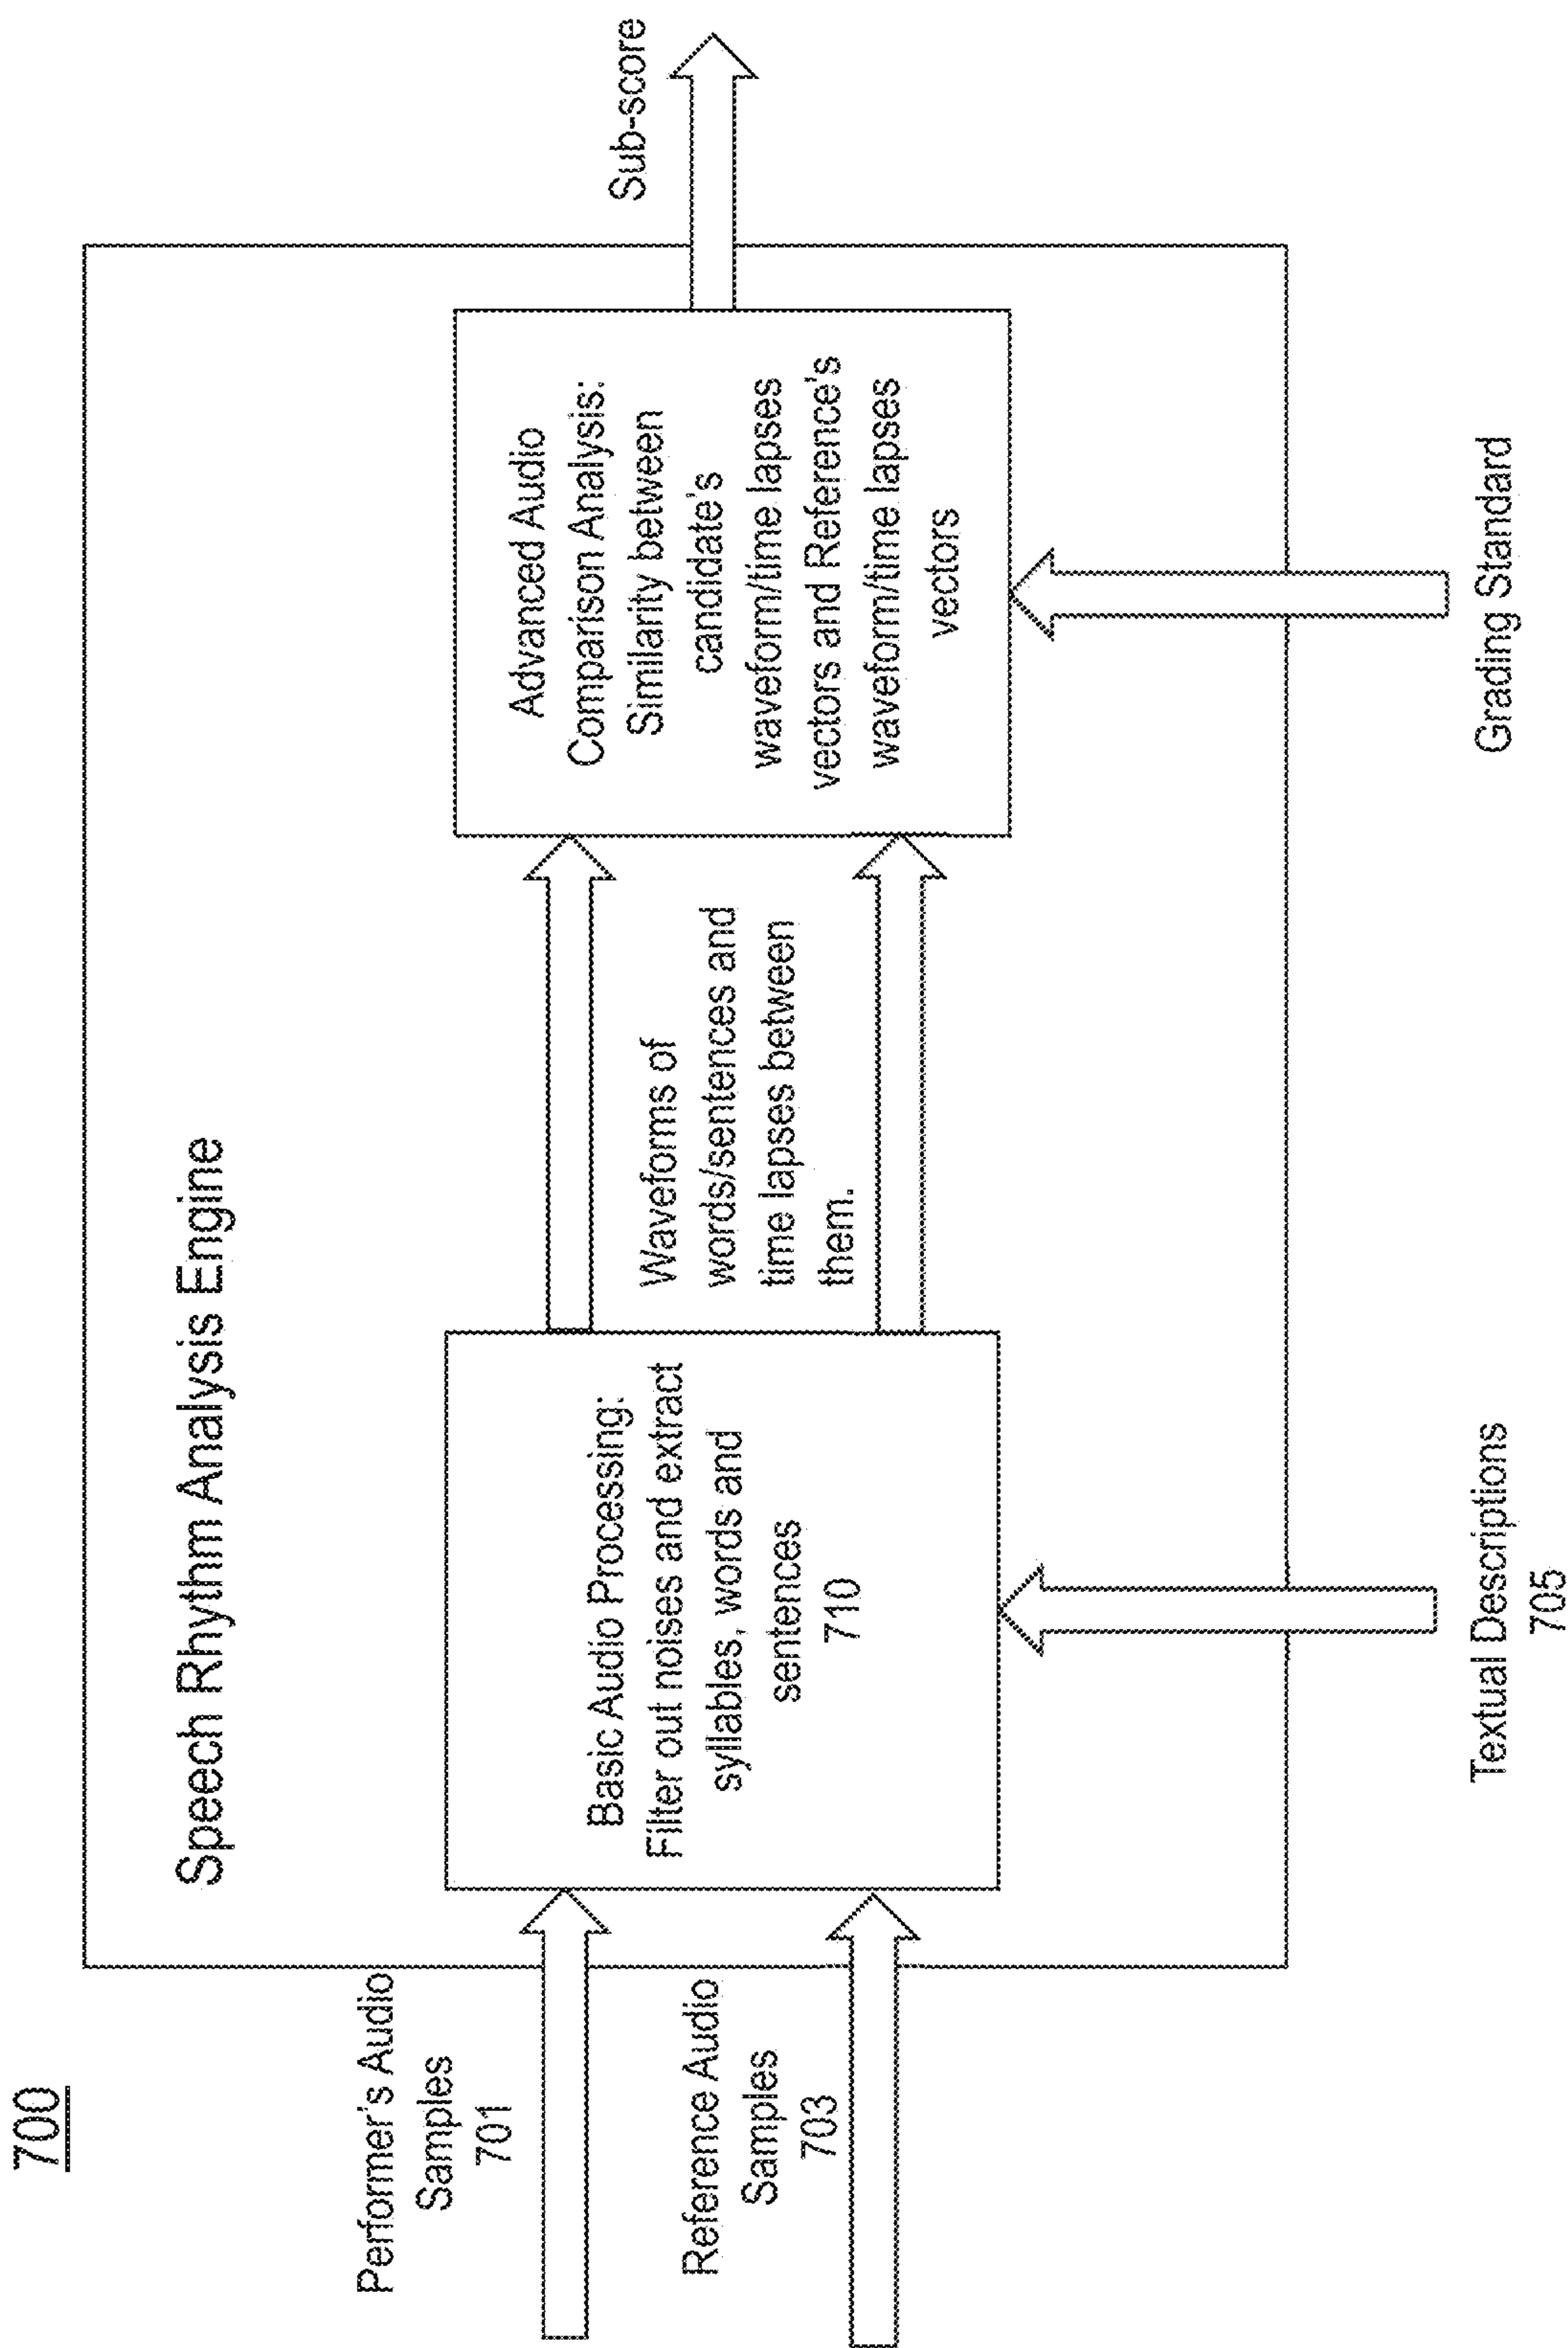 700
Speech Rhythm Analysis Engine
Performer's Audio
Samples
701
Reference Audio
Samples
703
Basic Audio Processing:
Filter out noises and extract
syllables, words and
sentences
710
Waveforms of
words/sentences and
time lapses between
them.
Advanced Audio
Comparison Analysis:
Similarity between
candidate's
waveform/time lapses
vectors and Reference's
waveform/time lapses
vectors
Sub-score
Textual Descriptions
705
Grading Standard